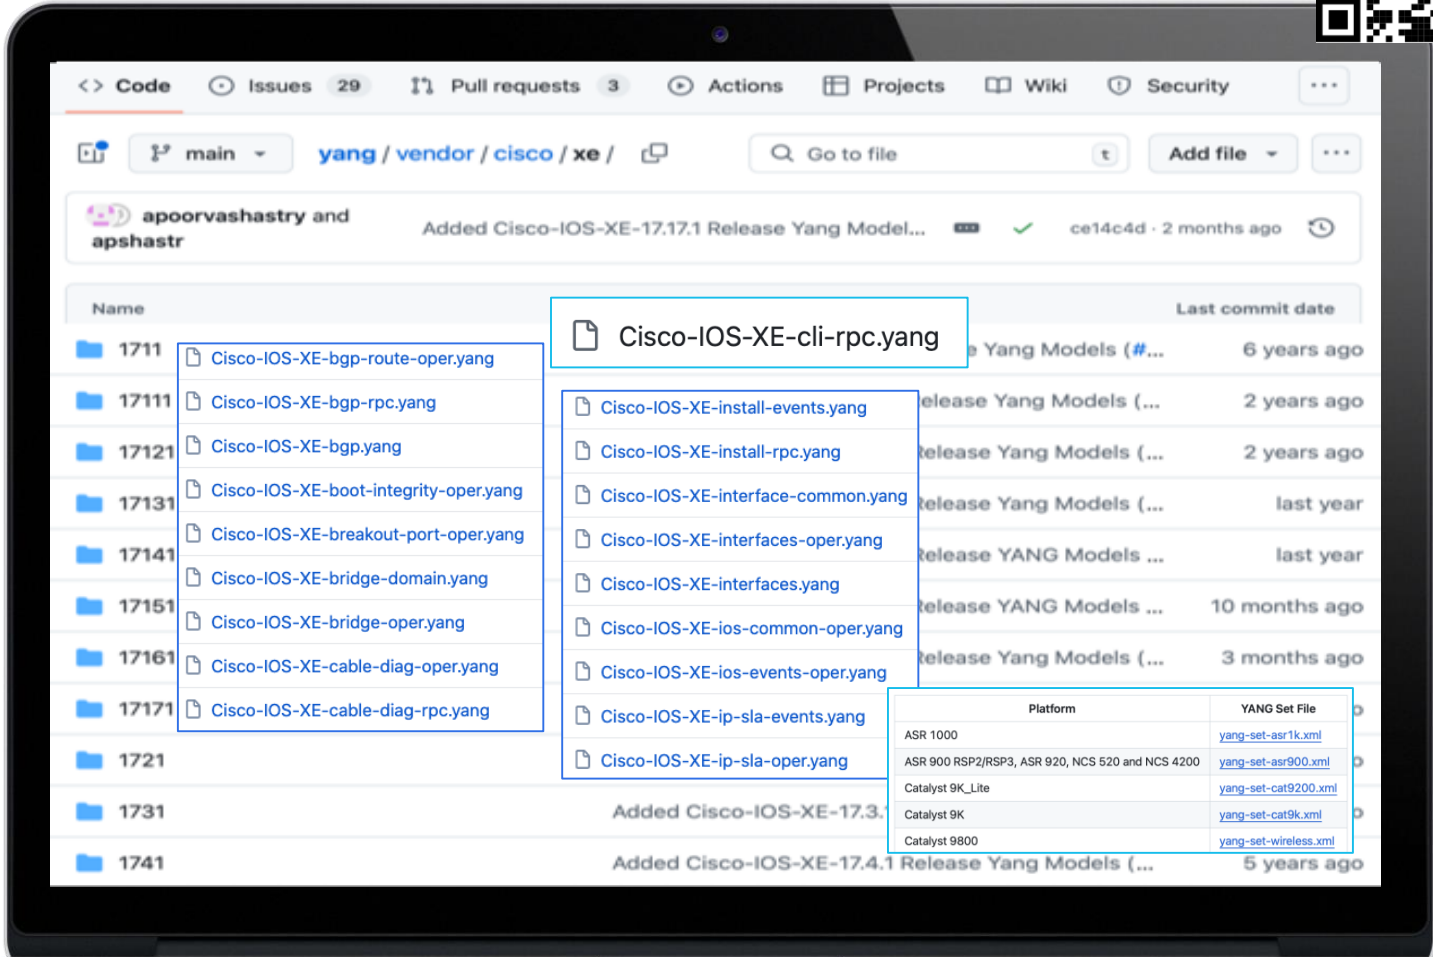 Code
Issues 29
Pull requests 3
Actions
Projects
Wiki
Security
main
yang / vendor / cisco / xe /
Go to file
t
Add file
apoorvashastry and
apshastr
Added Cisco-IOS-XE-17.17.1 Release Yang Model...
ce14c4d · 2 months ago
Name
Last commit date
Cisco-IOS-XE-cli-rpc.yang
1711
Yang Models (#...
6 years ago
17111
elease Yang Models (...
2 years ago
17121
Release Yang Models (...
2 years ago
17131
Release Yang Models (...
last year
17141
Release YANG Models ...
last year
17151
Release YANG Models ...
10 months ago
17161
Release Yang Models (...
3 months ago
17171
1721
1731
Added Cisco-IOS-XE-17.3.
1741
Added Cisco-IOS-XE-17.4.1 Release Yang Models (...
5 years ago
Cisco-IOS-XE-bgp-route-oper.yang
Cisco-IOS-XE-bgp-rpc.yang
Cisco-IOS-XE-bgp.yang
Cisco-IOS-XE-boot-integrity-oper.yang
Cisco-IOS-XE-breakout-port-oper.yang
Cisco-IOS-XE-bridge-domain.yang
Cisco-IOS-XE-bridge-oper.yang
Cisco-IOS-XE-cable-diag-oper.yang
Cisco-IOS-XE-cable-diag-rpc.yang
Cisco-IOS-XE-install-events.yang
Cisco-IOS-XE-install-rpc.yang
Cisco-IOS-XE-interface-common.yang
Cisco-IOS-XE-interfaces-oper.yang
Cisco-IOS-XE-interfaces.yang
Cisco-IOS-XE-ios-common-oper.yang
Cisco-IOS-XE-ios-events-oper.yang
Cisco-IOS-XE-ip-sla-events.yang
Cisco-IOS-XE-ip-sla-oper.yang
Platform YANG Set File
ASR 1000 yang-set-asr1k.xml
ASR 900 RSP2/RSP3, ASR 920, NCS 520 and NCS 4200 yang-set-asr900.xml
Catalyst 9K_Lite yang-set-cat9200.xml
Catalyst 9K yang-set-cat9k.xml
Catalyst 9800 yang-set-wireless.xml